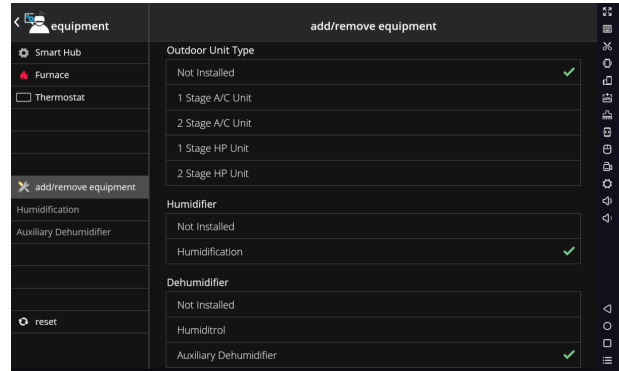 equipment
add/remove equipment
Smart Hub
Furnace
Thermostat
add/remove equipment
Humidification
Auxiliary Dehumidifier
reset
Outdoor Unit Type
Not Installed
1 Stage A/C Unit
2 Stage A/C Unit
1 Stage HP Unit
2 Stage HP Unit
Humidifier
Not Installed
Humidification
Dehumidifier
Not Installed
Humiditrol
Auxiliary Dehumidifier